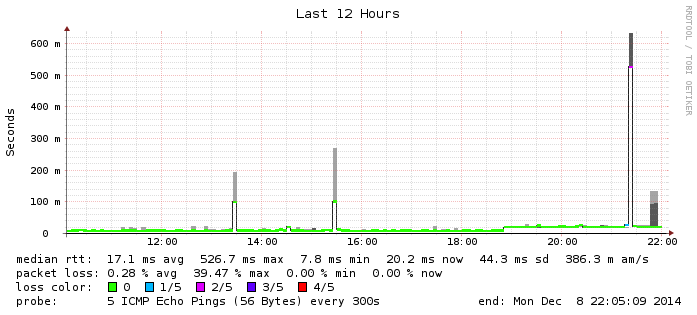 Last 12 Hours
RRDTOOL / TOBI OETIKER
Seconds
600 m
500 m
400 m
300 m
200 m
100 m
0
12:00 14:00 16:00 18:00 20:00 22:00
median rtt: 17.1 ms avg 526.7 ms max 7.8 ms min 20.2 ms now 44.3 ms sd 386.3 m am/s
packet loss: 0.28 % avg 39.47 % max 0.00 % min 0.00 % now
loss color: 0 1/5 2/5 3/5 4/5
probe: 5 ICMP Echo Pings (56 Bytes) every 300s end: Mon Dec 8 22:05:09 2014